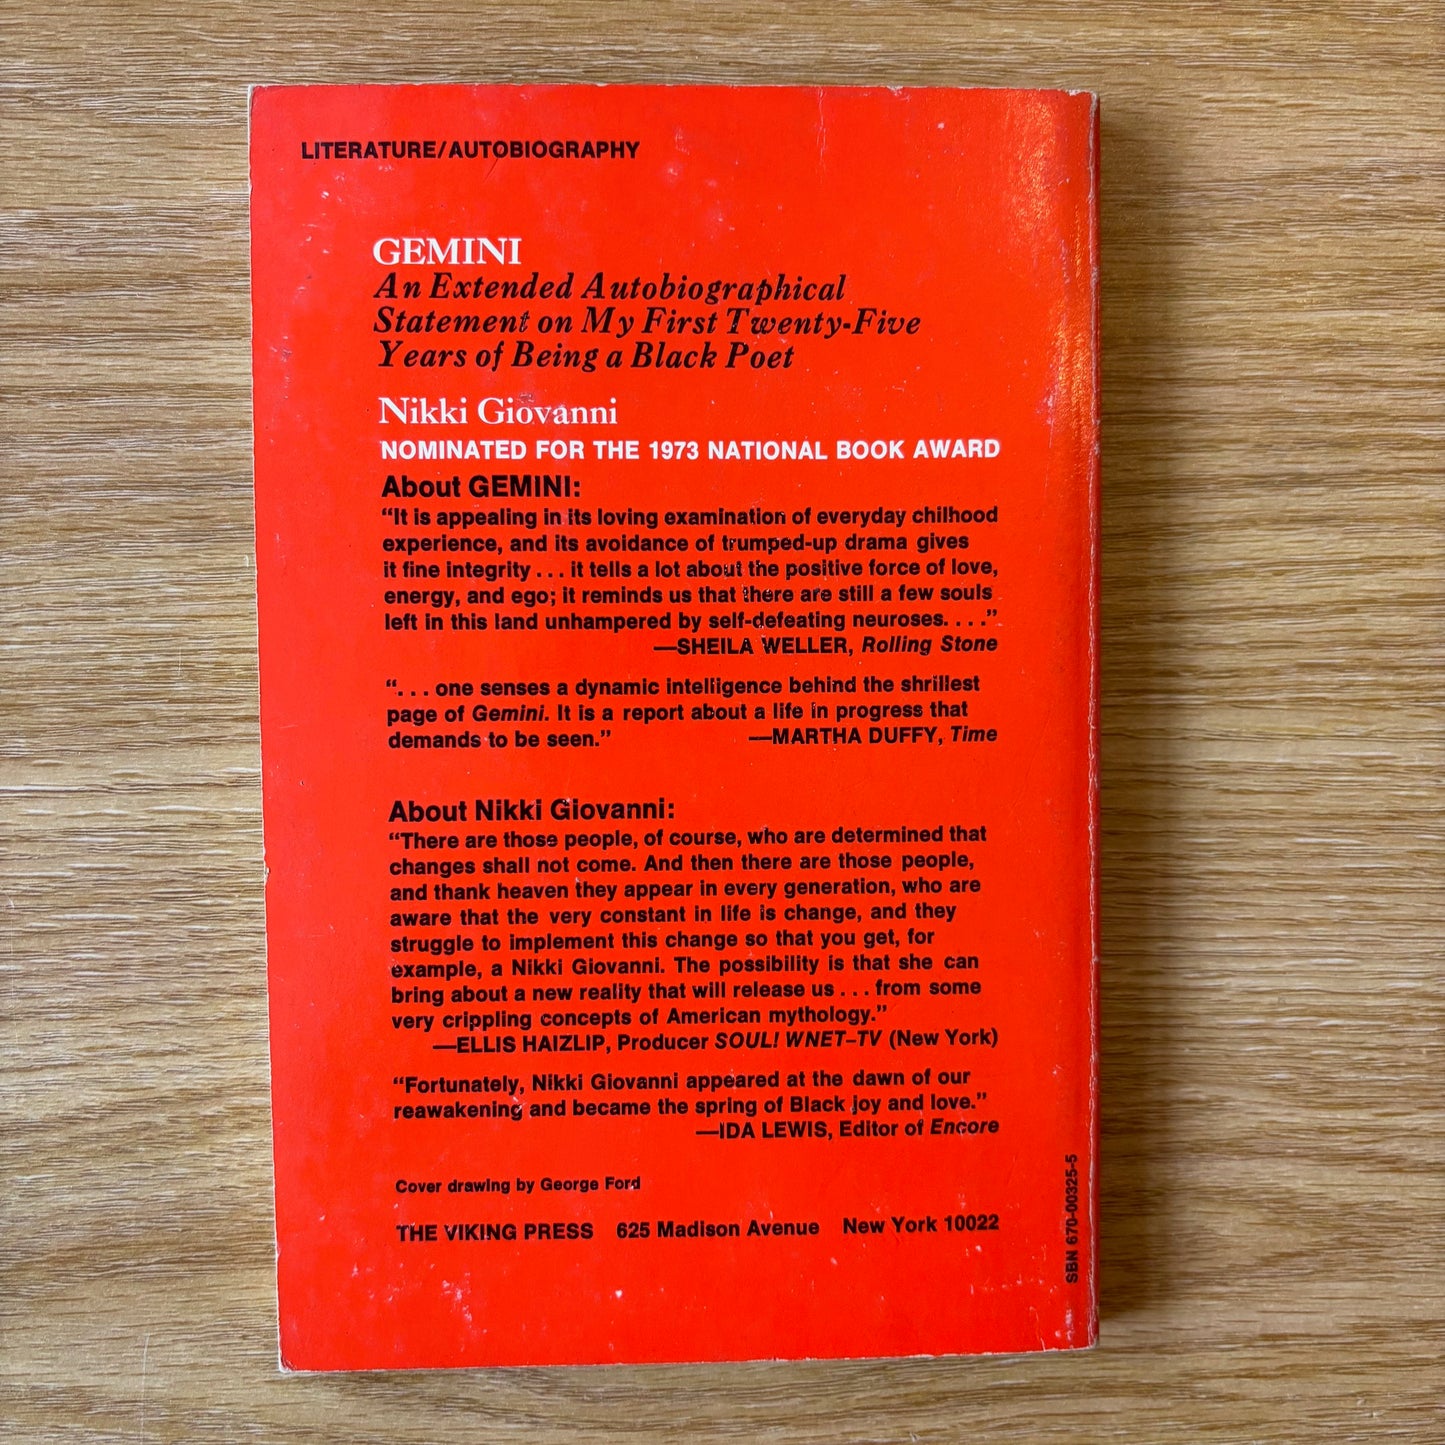 LITERATURE/AUTOBIOGRAPHY
GEMINI
An Extended Autobiographical
Statement on My First Twenty-Five
Years of Being a Black Poet
Nikki Giovanni
NOMINATED FOR THE 1973 NATIONAL BOOK AWARD
About GEMINI:
“It is appealing in its loving examination of everyday chilhood
experience, and its avoidance of trumped-up drama gives
it fine integrity . . . it tells a lot about the positive force of love,
energy, and ego; it reminds us that there are still a few souls
left in this land unhampered by self-defeating neuroses. . . .”
—SHEILA WELLER, Rolling Stone
“. . . one senses a dynamic intelligence behind the shrillest
page of Gemini. It is a report about a life in progress that
demands to be seen.” —MARTHA DUFFY, Time
About Nikki Giovanni:
“There are those people, of course, who are determined that
changes shall not come. And then there are those people,
and thank heaven they appear in every generation, who are
aware that the very constant in life is change, and they
struggle to implement this change so that you get, for
example, a Nikki Giovanni. The possibility is that she can
bring about a new reality that will release us . . . from some
very crippling concepts of American mythology.”
—ELLIS HAIZLIP, Producer SOUL! WNET–TV (New York)
“Fortunately, Nikki Giovanni appeared at the dawn of our
reawakening and became the spring of Black joy and love.”
—IDA LEWIS, Editor of Encore
Cover drawing by George Ford
THE VIKING PRESS 625 Madison Avenue New York 10022
SBN 670-00325-5